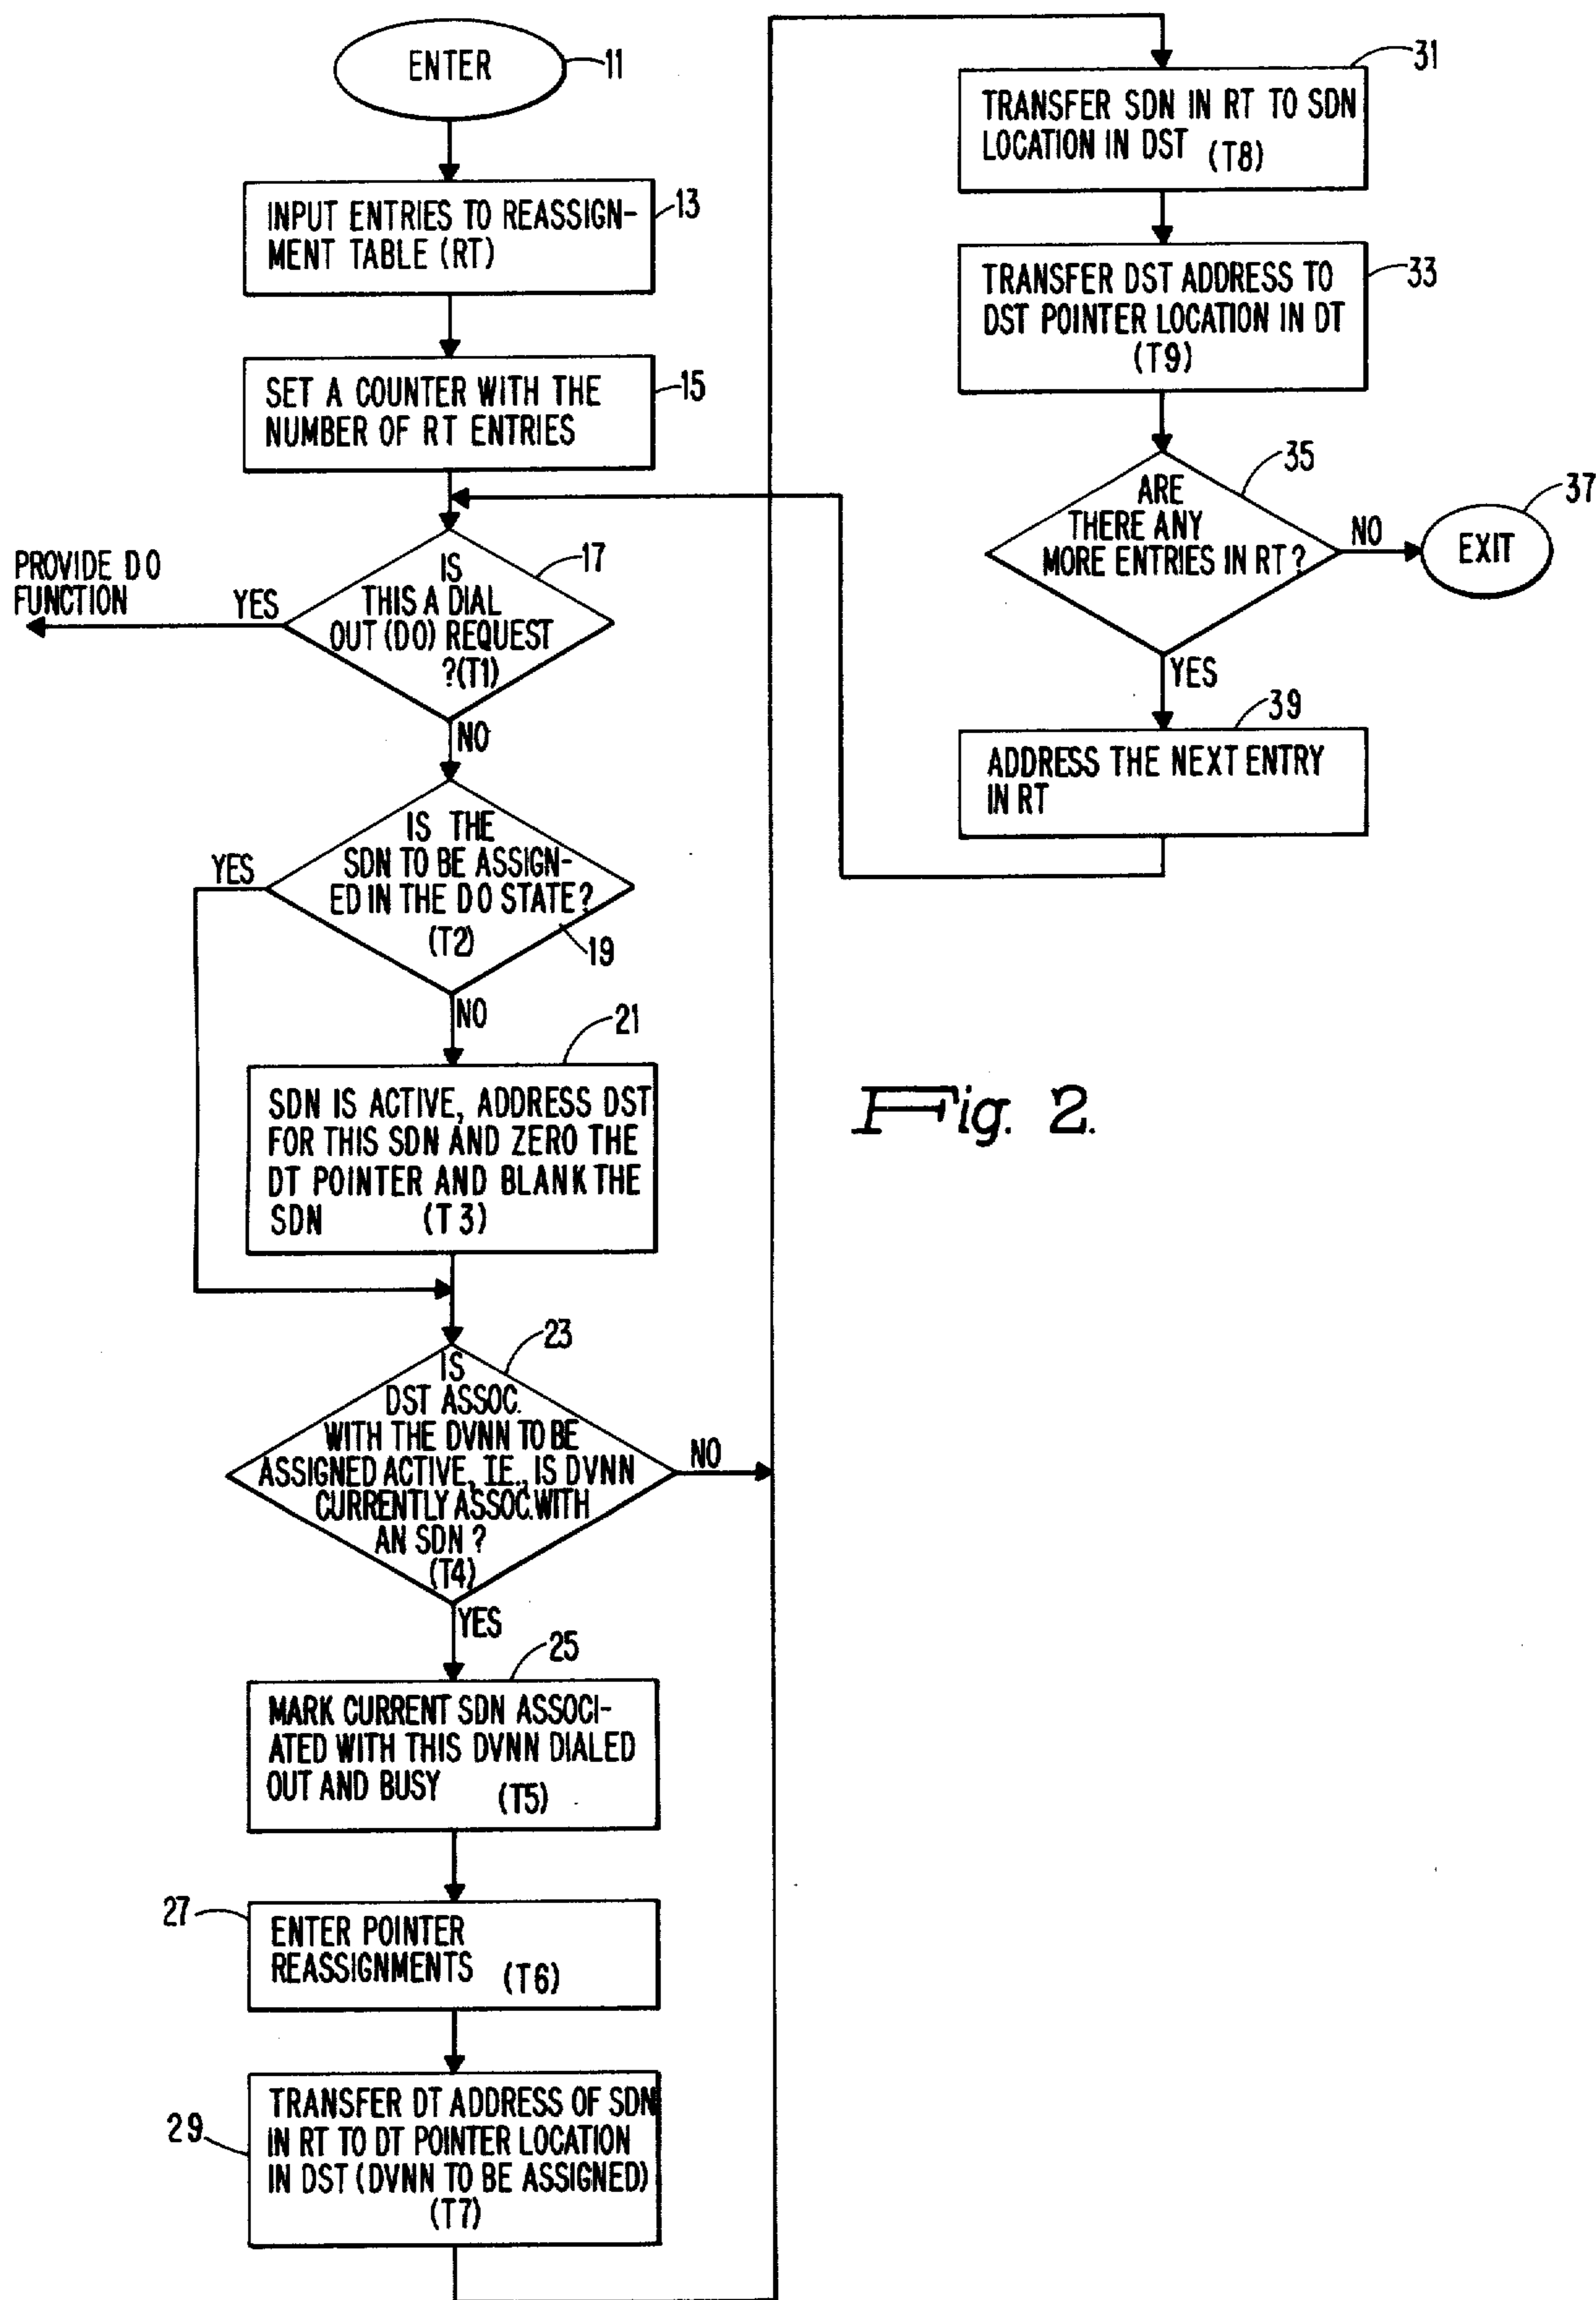 ENTER
11
INPUT ENTRIES TO REASSIGN-
MENT TABLE (RT)
13
SET A COUNTER WITH THE
NUMBER OF RT ENTRIES
15
IS
THIS A DIAL
OUT (DO) REQUEST
?(T1)
17
YES
PROVIDE DO
FUNCTION
NO
IS THE
SDN TO BE ASSIGN-
ED IN THE DO STATE?
(T2)
19
YES
NO
21
SDN IS ACTIVE, ADDRESS DST
FOR THIS SDN AND ZERO THE
DT POINTER AND BLANK THE
SDN (T3)
23
IS
DST ASSOC.
WITH THE DVNN TO BE
ASSIGNED ACTIVE, I.E., IS DVNN
CURRENTLY ASSOC. WITH
AN SDN ?
(T4)
NO
YES
25
MARK CURRENT SDN ASSOCI-
ATED WITH THIS DVNN DIALED
OUT AND BUSY (T5)
27
ENTER POINTER
REASSIGNMENTS (T6)
29
TRANSFER DT ADDRESS OF SDN
IN RT TO DT POINTER LOCATION
IN DST (DVNN TO BE ASSIGNED)
(T7)
31
TRANSFER SDN IN RT TO SDN
LOCATION IN DST (T8)
33
TRANSFER DST ADDRESS TO
DST POINTER LOCATION IN DT
(T9)
35
ARE
THERE ANY
MORE ENTRIES IN RT?
NO
37
EXIT
YES
39
ADDRESS THE NEXT ENTRY
IN RT
Fig. 2.